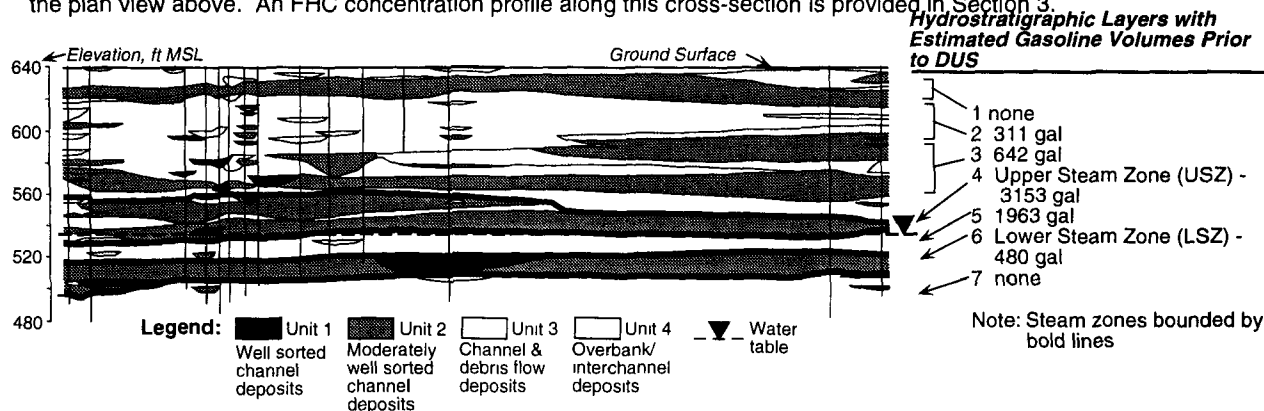 the plan view above. An FHC concentration profile along this cross-section is provided in Section 3.
Hydrostratigraphic Layers with
Estimated Gasoline Volumes Prior
to DUS
Elevation, ft MSL
Ground Surface
640
600
560
520
480
1 none
2 311 gal
3 642 gal
4 Upper Steam Zone (USZ) -
3153 gal
5 1963 gal
6 Lower Steam Zone (LSZ) -
480 gal
7 none
Note: Steam zones bounded by
bold lines
Legend:
Unit 1
Well sorted
channel
deposits
Unit 2
Moderately
well sorted
channel
deposits
Unit 3
Channel &
debris flow
deposits
Unit 4
Overbank/
interchannel
deposits
Water
table